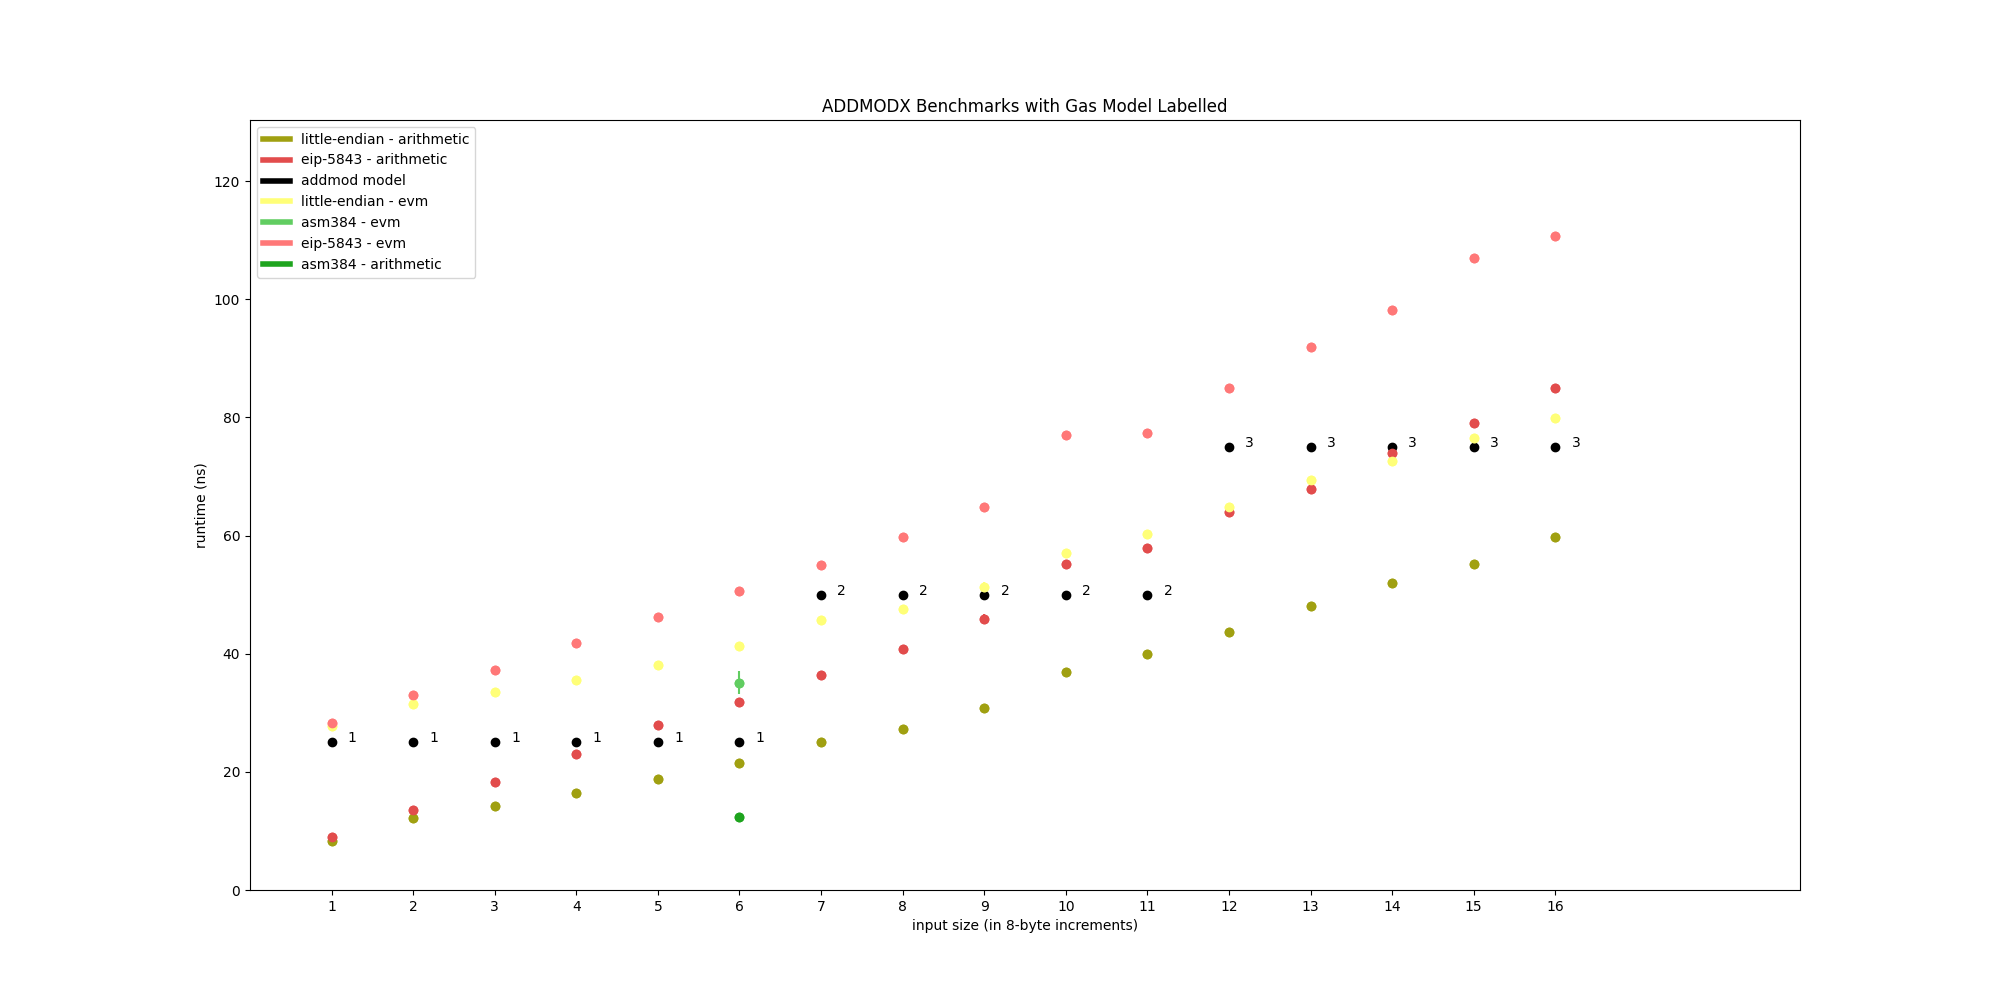 ADDMODX Benchmarks with Gas Model Labelled
little-endian - arithmetic
eip-5843 - arithmetic
addmod model
little-endian - evm
asm384 - evm
eip-5843 - evm
asm384 - arithmetic
120
100
80
60
40
20
0
runtime (ns)
3 3 3 3 3
2 2 2 2 2
1 1 1 1 1 1
1 2 3 4 5 6 7 8 9 10 11 12 13 14 15 16
input size (in 8-byte increments)